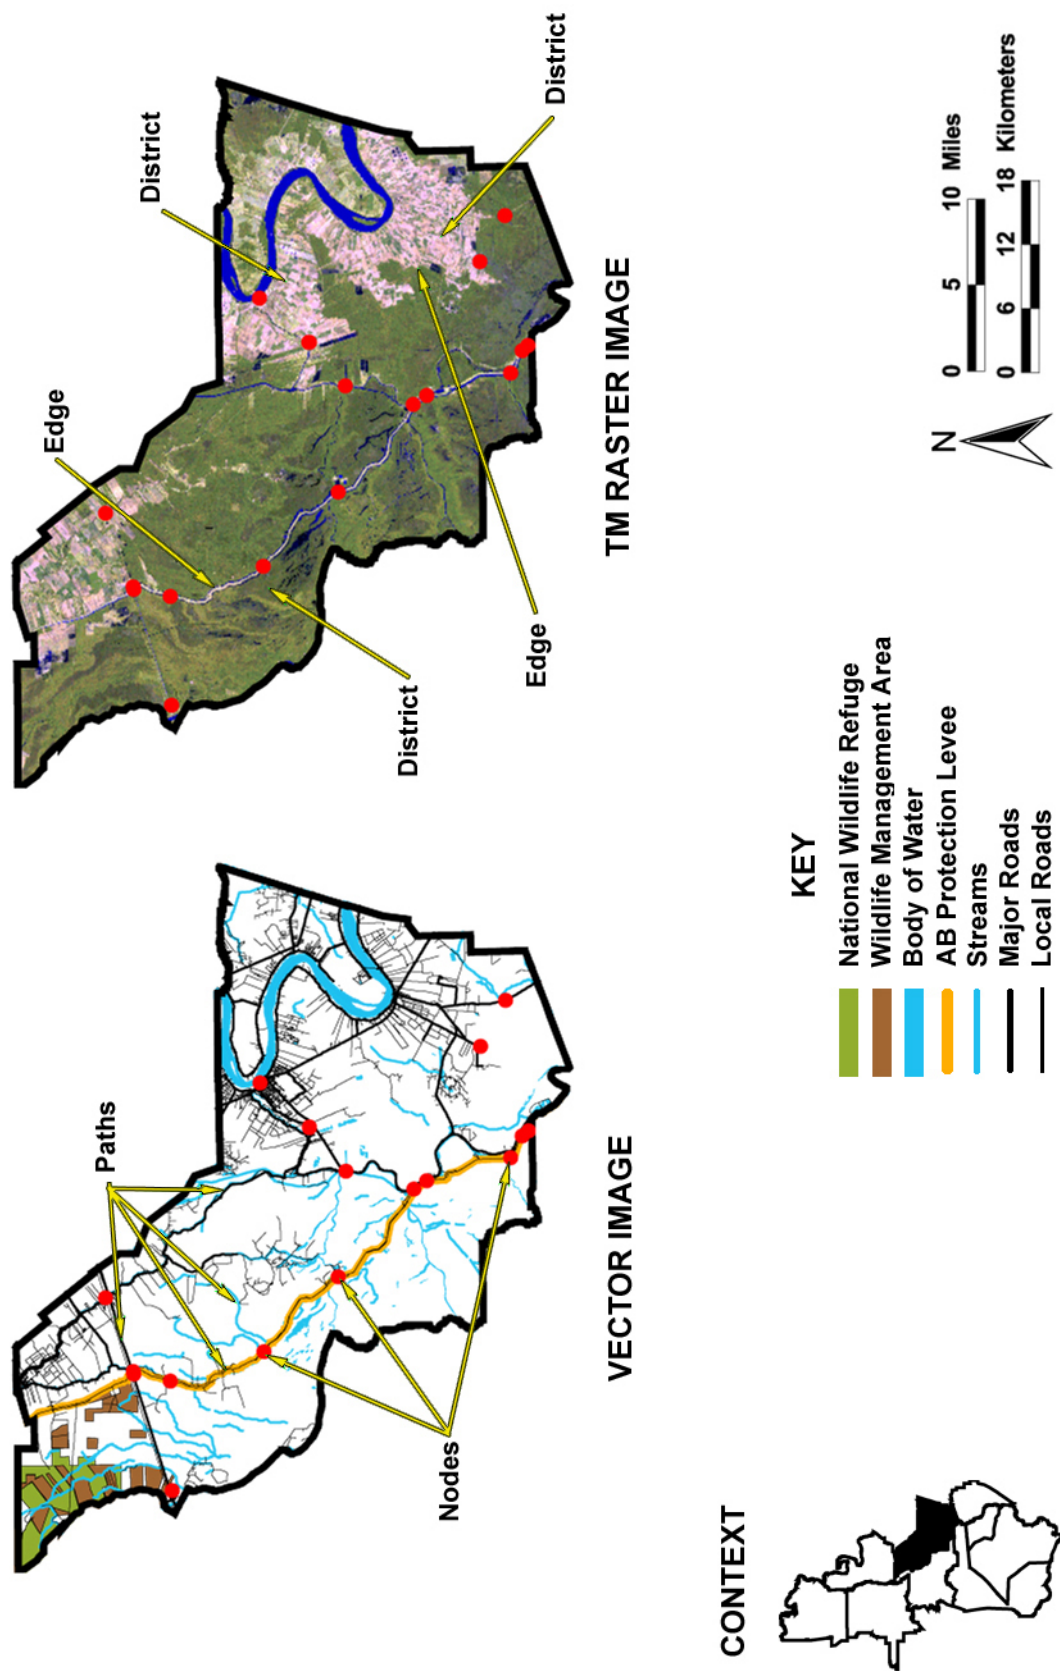 Paths
Nodes
VECTOR IMAGE
Edge
District
District
District
Edge
TM RASTER IMAGE
CONTEXT
KEY
National Wildlife Refuge
Wildlife Management Area
Body of Water
AB Protection Levee
Streams
Major Roads
Local Roads
N
0 5 10 Miles
0 6 12 18 Kilometers